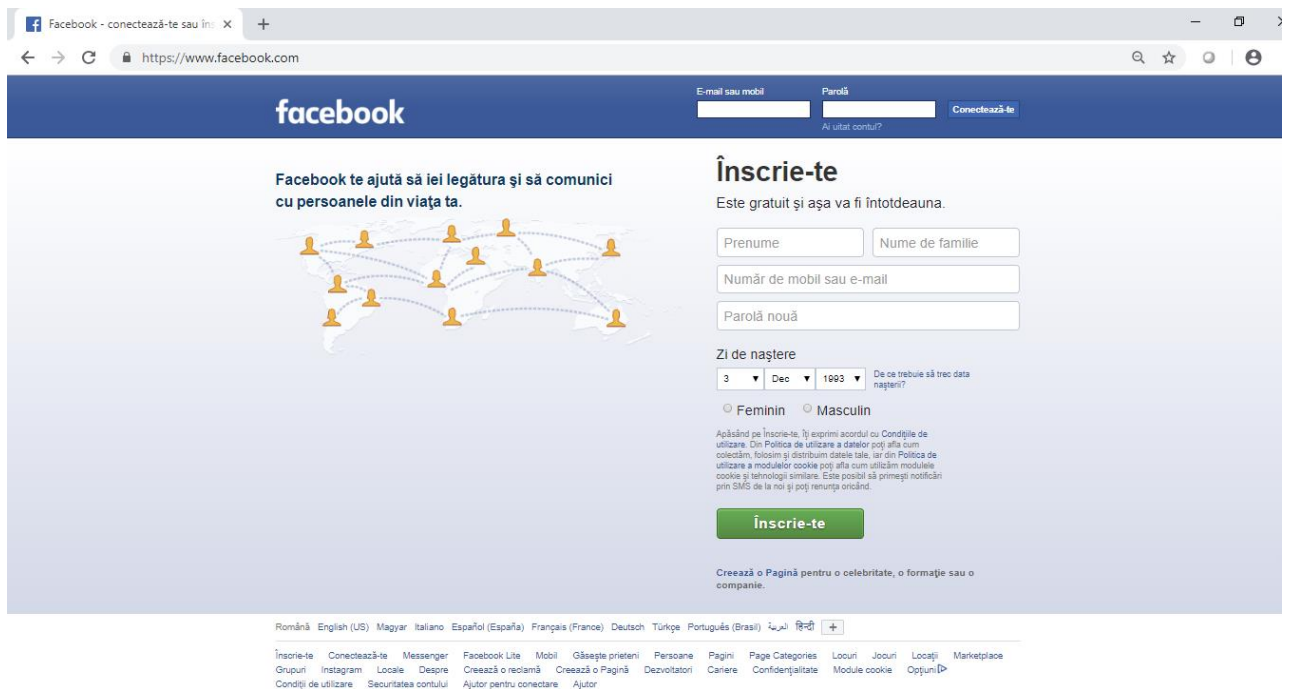 Facebook - conectează-te sau îns
https://www.facebook.com
facebook
E-mail sau mobil
Parolă
Conectează-te
Ai uitat contul?
Facebook te ajută să iei legătura şi să comunici
cu persoanele din viaţa ta.
Înscrie-te
Este gratuit şi aşa va fi întotdeauna.
Prenume
Nume de familie
Număr de mobil sau e-mail
Parolă nouă
Zi de naştere
3 Dec 1993
De ce trebuie să trec data
naşterii?
Feminin Masculin
Apăsând pe Înscrie-te, îţi exprimi acordul cu Condiţiile de
utilizare. Din Politica de utilizare a datelor poţi afla cum
colectăm, folosim şi distribuim datele tale, iar din Politica de
utilizare a modulelor cookie poţi afla cum utilizăm modulele
cookie şi tehnologii similare. Este posibil să primeşti notificări
prin SMS de la noi şi poţi renunţa oricând.
Înscrie-te
Creează o Pagină pentru o celebritate, o formaţie sau o
companie.
Română English (US) Magyar Italiano Español (España) Français (France) Deutsch Türkçe Português (Brasil) العربية हिन्दी +
Înscrie-te Conectează-te Messenger Facebook Lite Mobil Găseşte prieteni Persoane Pagini Page Categories Locuri Jocuri Locaţii Marketplace
Grupuri Instagram Locale Despre Creează o reclamă Creează o Pagină Dezvoltatori Cariere Confidenţialitate Module cookie Opţiuni
Condiţii de utilizare Securitatea contului Ajutor pentru conectare Ajutor